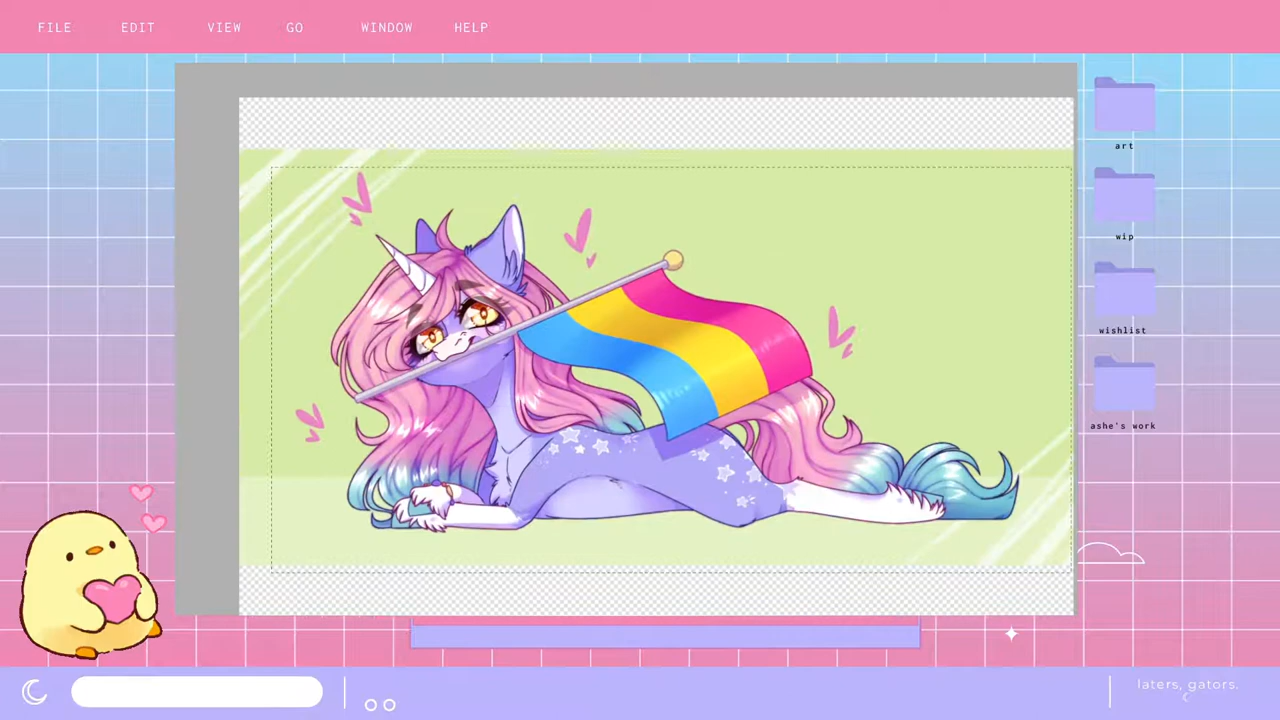 FILE EDIT VIEW GO WINDOW HELP
art
wip
wishlist
ashe's work
laters, gators.